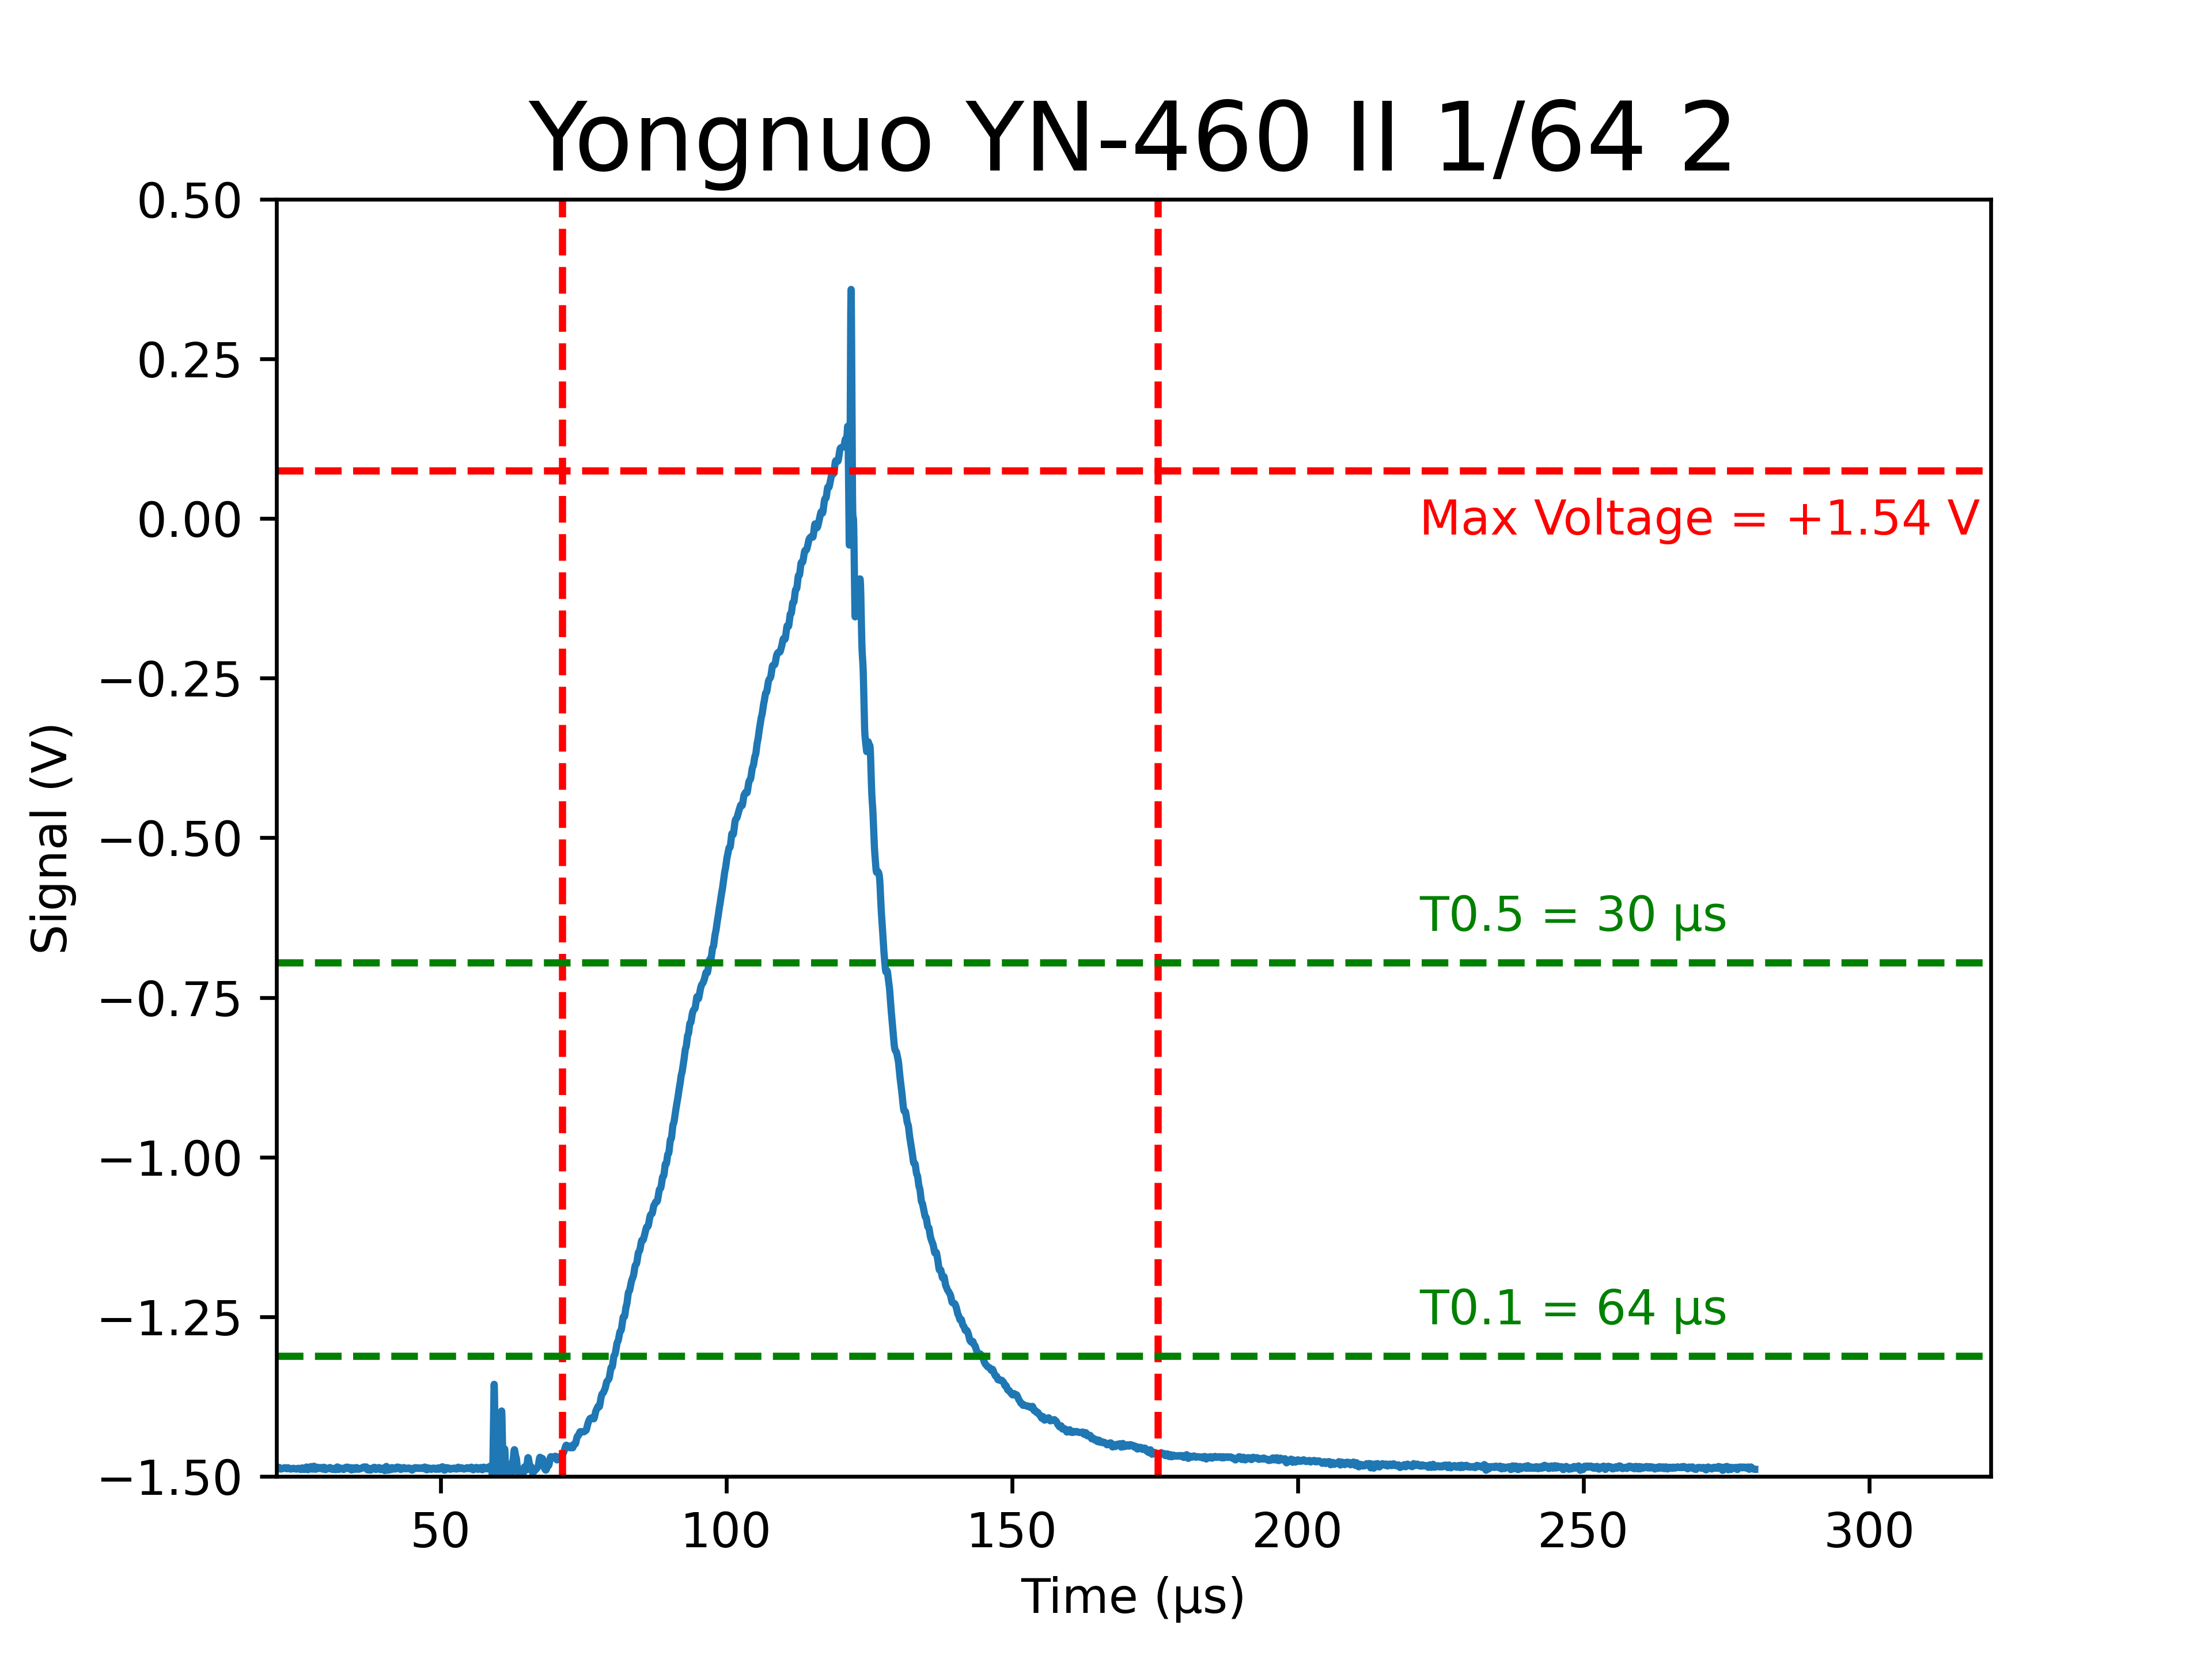 Yongnuo YN-460 II 1/64 2
0.50
0.25
0.00
−0.25
−0.50
−0.75
−1.00
−1.25
−1.50
Signal (V)
Max Voltage = +1.54 V
T0.5 = 30 μs
T0.1 = 64 μs
50 100 150 200 250 300
Time (μs)